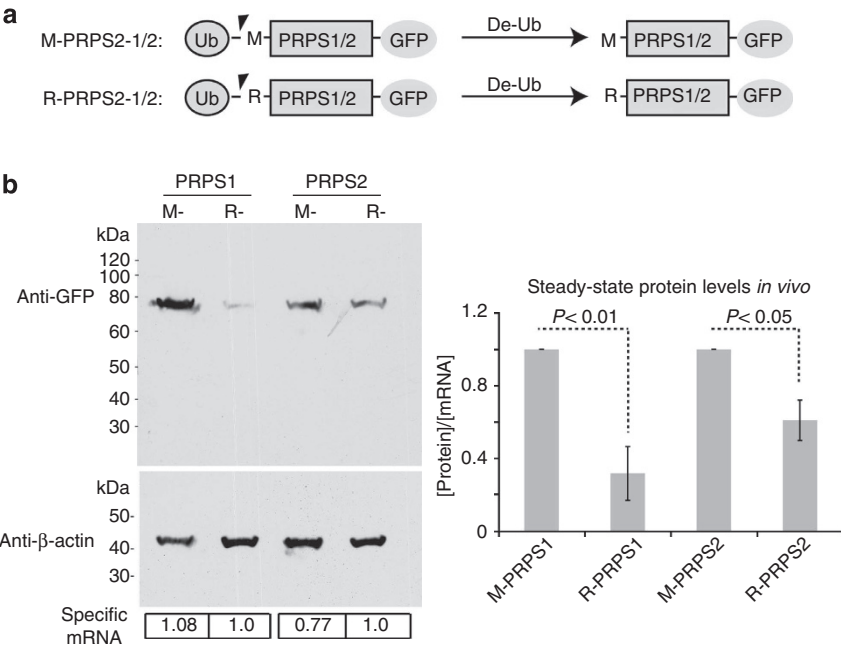 a
M-PRPS2-1/2: Ub M PRPS1/2 GFP De-Ub M PRPS1/2 GFP
R-PRPS2-1/2: Ub R PRPS1/2 GFP De-Ub R PRPS1/2 GFP
b
PRPS1 PRPS2
M- R- M- R-
kDa
120
100
Anti-GFP 80
60
50
40
30
kDa
50
Anti-β-actin 40
30
Specific mRNA
1.08 1.0 0.77 1.0
Steady-state protein levels in vivo
P< 0.01 P< 0.05
[Protein]/[mRNA]
1.2
0.8
0.4
0
M-PRPS1 R-PRPS1 M-PRPS2 R-PRPS2